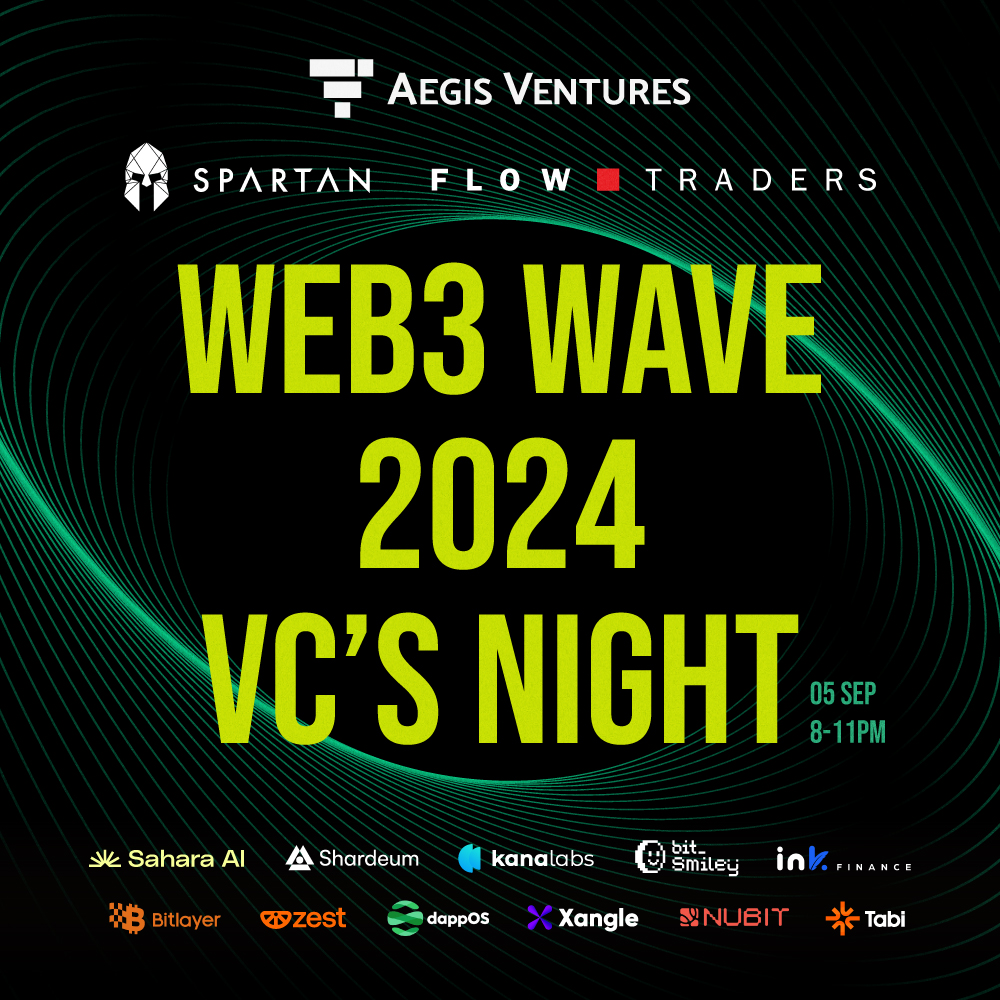 AEGIS VENTURES
SPARTAN FLOW TRADERS
WEB3 WAVE
2024
VC'S NIGHT
05 SEP
8-11PM
Sahara AI Shardeum kanalabs bit_ Smiley ink. FINANCE
Bitlayer zest dappOS Xangle NUBIT Tabi